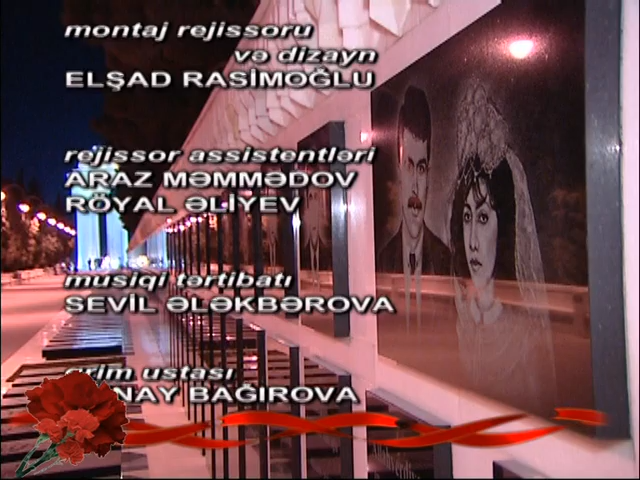 montaj rejissoru
və dizayn
ELŞAD RASİMOĞLU
rejissor assistentləri
ARAZ MƏMMƏDOV
RÖYAL ƏLİYEV
musiqi tərtibatı
SEVİL ƏLƏKBƏROVA
qrim ustası
BAĞIROVA